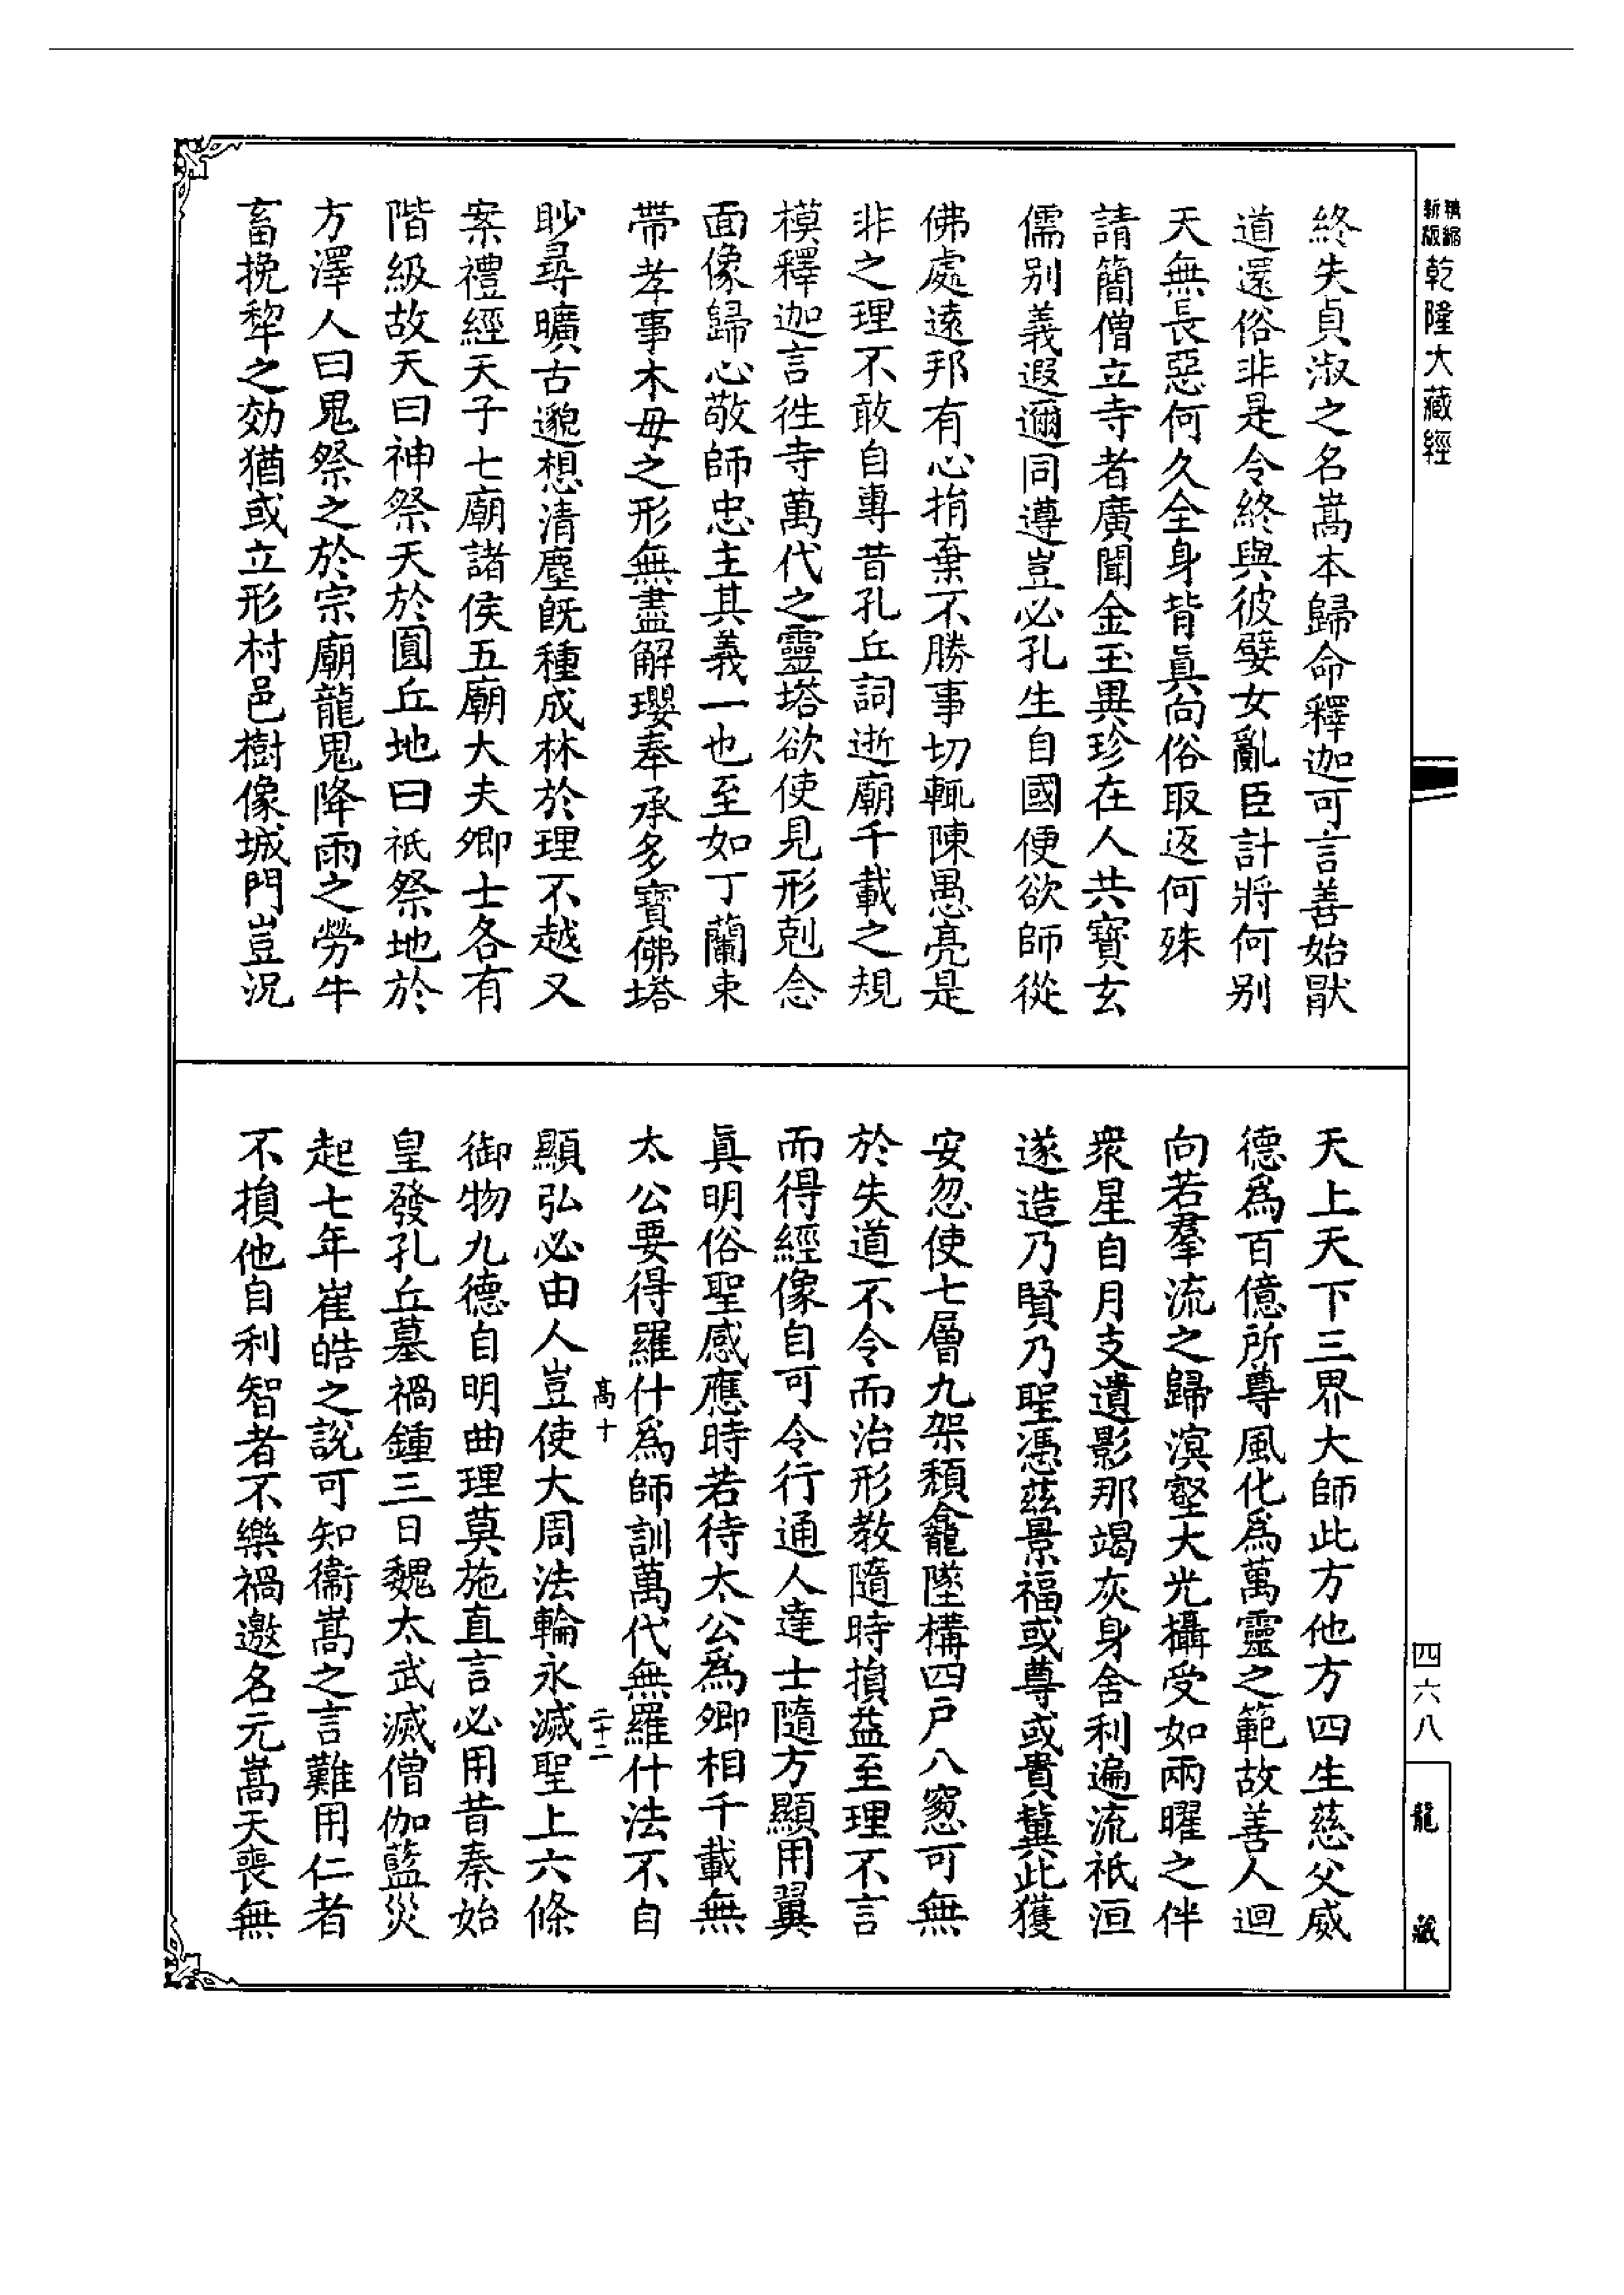 精縮新版乾隆大藏經
終失貞淑之名嵩本歸命釋迦可言善始猒
道還俗非是令終與彼嬖女亂臣計將何別
天無長惡何久全身背真向俗取返何殊
請簡僧立寺者廣聞金玉異珍在人共寶玄
儒別義遐邇同遵豈必孔生自國便欲師從
佛處遠邦有心捐棄不勝事切輒陳愚亮是
非之理不敢自專昔孔丘詞逝廟千載之規
模釋迦言往寺萬代之靈塔欲使見形剋念
面像歸心敬師忠主其義一也至如丁蘭束
帶孝事木母之形無盡解瓔奉承多寶佛塔
眇尋曠古邈想清塵既種成林於理不越又
案禮經天子七廟諸侯五廟大夫卿士各有
階級故天曰神祭天於圓丘地曰祇祭地於
方澤人曰鬼祭之於宗廟龍鬼降雨之勞牛
畜挽犂之効猶或立形村邑樹像城門豈況
天上天下三界大師此方他方四生慈父威
德為百億所尊風化為萬靈之範故善人迴
向若羣流之歸溟壑大光攝受如兩曜之伴
衆星自月支遺影那竭灰身舍利遍流祇洹
遂造乃賢乃聖憑茲景福或尊或貴冀此獲
安忽使七層九架頹龕墜構四戶八窓可無
於失道不令而治形教隨時損益至理不言
而得經像自可令行通人達士隨方顯用翼
真明俗聖感應時若待太公為卿相千載無
太公要得羅什為師訓萬代無羅什法不自
高十 二十二
顯弘必由人豈使大周法輪永滅聖上六條
御物九德自明曲理莫施直言必用昔秦始
皇發孔丘墓禍鍾三日魏太武滅僧伽藍災
起七年崔皓之說可知衞嵩之言難用仁者
不損他自利智者不樂禍邀名元嵩天喪無
四六八
龍藏